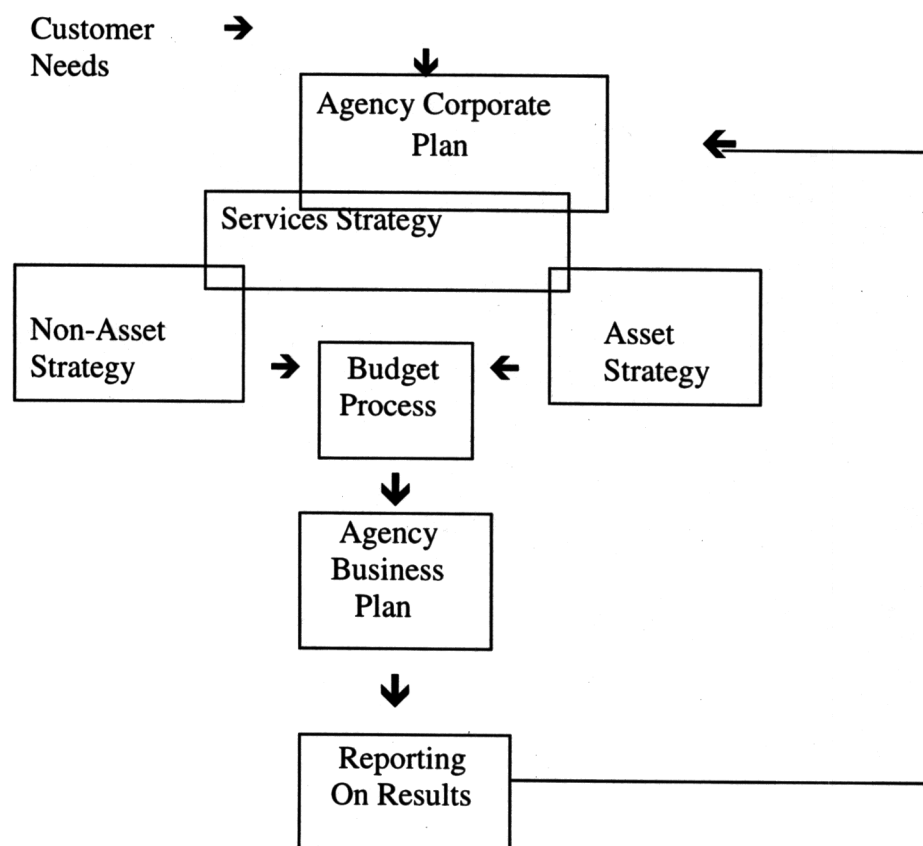 Customer
Needs
Agency Corporate
Plan
Services Strategy
Non-Asset
Strategy
Asset
Strategy
Budget
Process
Agency
Business
Plan
Reporting
On Results